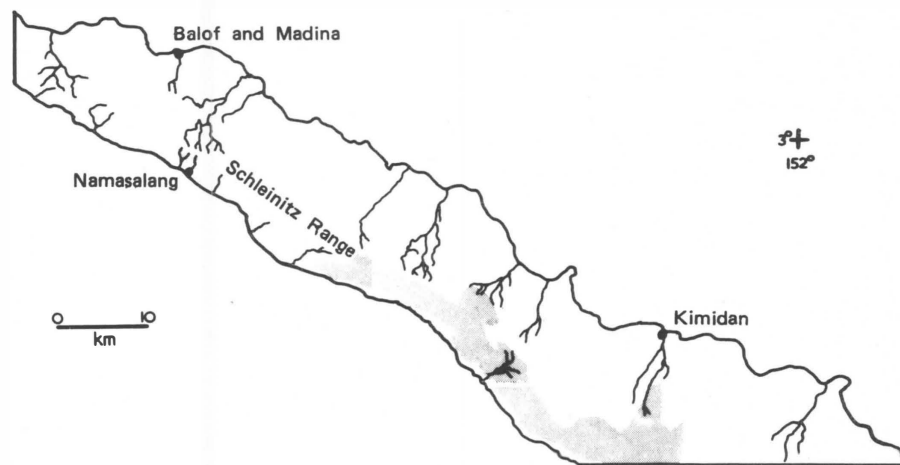 Balof and Madina
3°
152°
Namasalang
Schleinitz Range
Kimidan
0 10
km